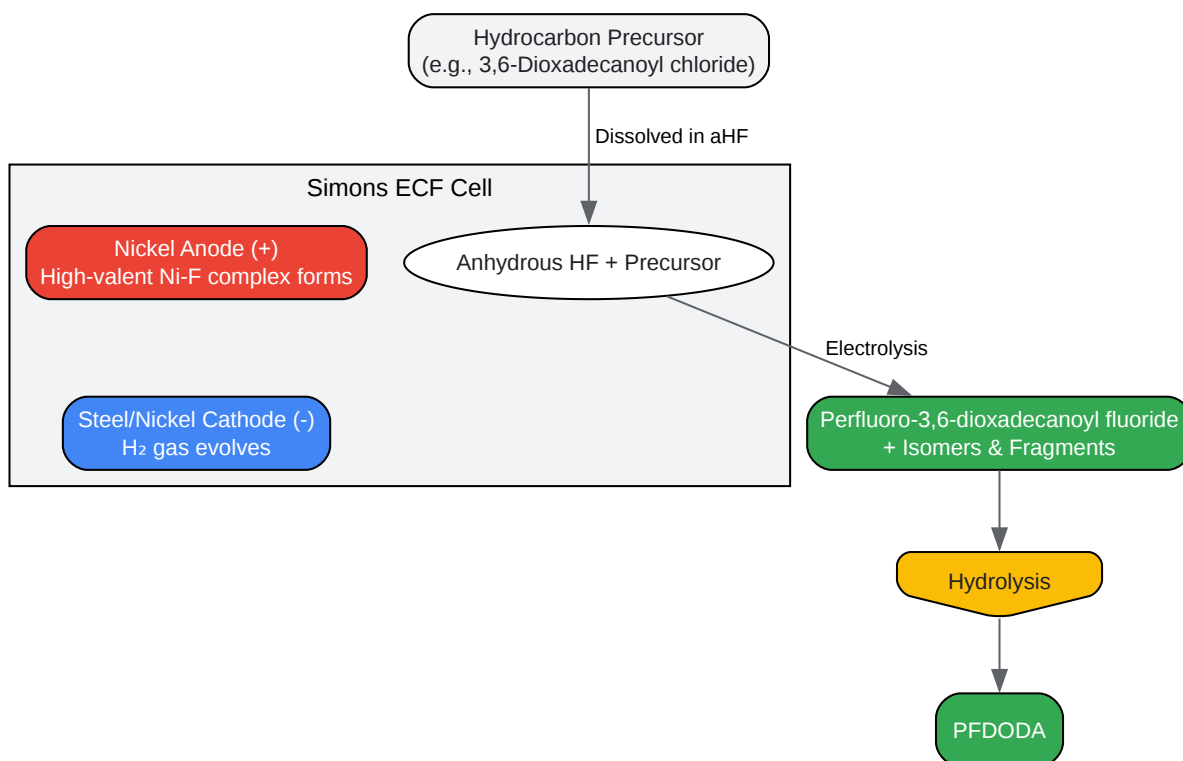 Hydrocarbon Precursor
(e.g., 3,6-Dioxadecanoyl chloride)
Dissolved in aHF
Simons ECF Cell
Nickel Anode (+)
High-valent Ni-F complex forms
Anhydrous HF + Precursor
Electrolysis
Steel/Nickel Cathode (-)
H₂ gas evolves
Perfluoro-3,6-dioxadecanoyl fluoride
+ Isomers & Fragments
Hydrolysis
PFDODA